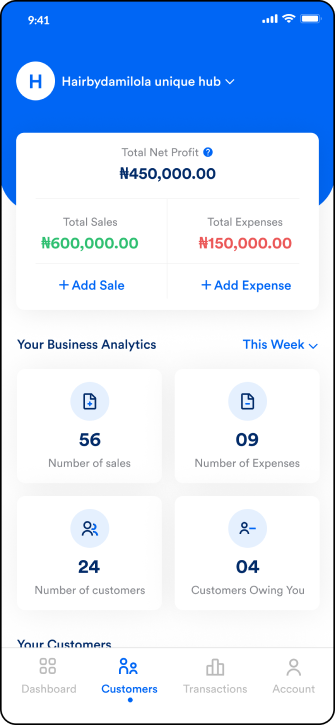 9:41
H
Hairbydamilola unique hub
Total Net Profit ?
₦450,000.00
Total Sales
Total Expenses
₦600,000.00
₦150,000.00
+ Add Sale
+ Add Expense
Your Business Analytics
This Week
56
09
Number of sales
Number of Expenses
24
04
Number of customers
Customers Owing You
Your Customers
Dashboard
Customers
Transactions
Account